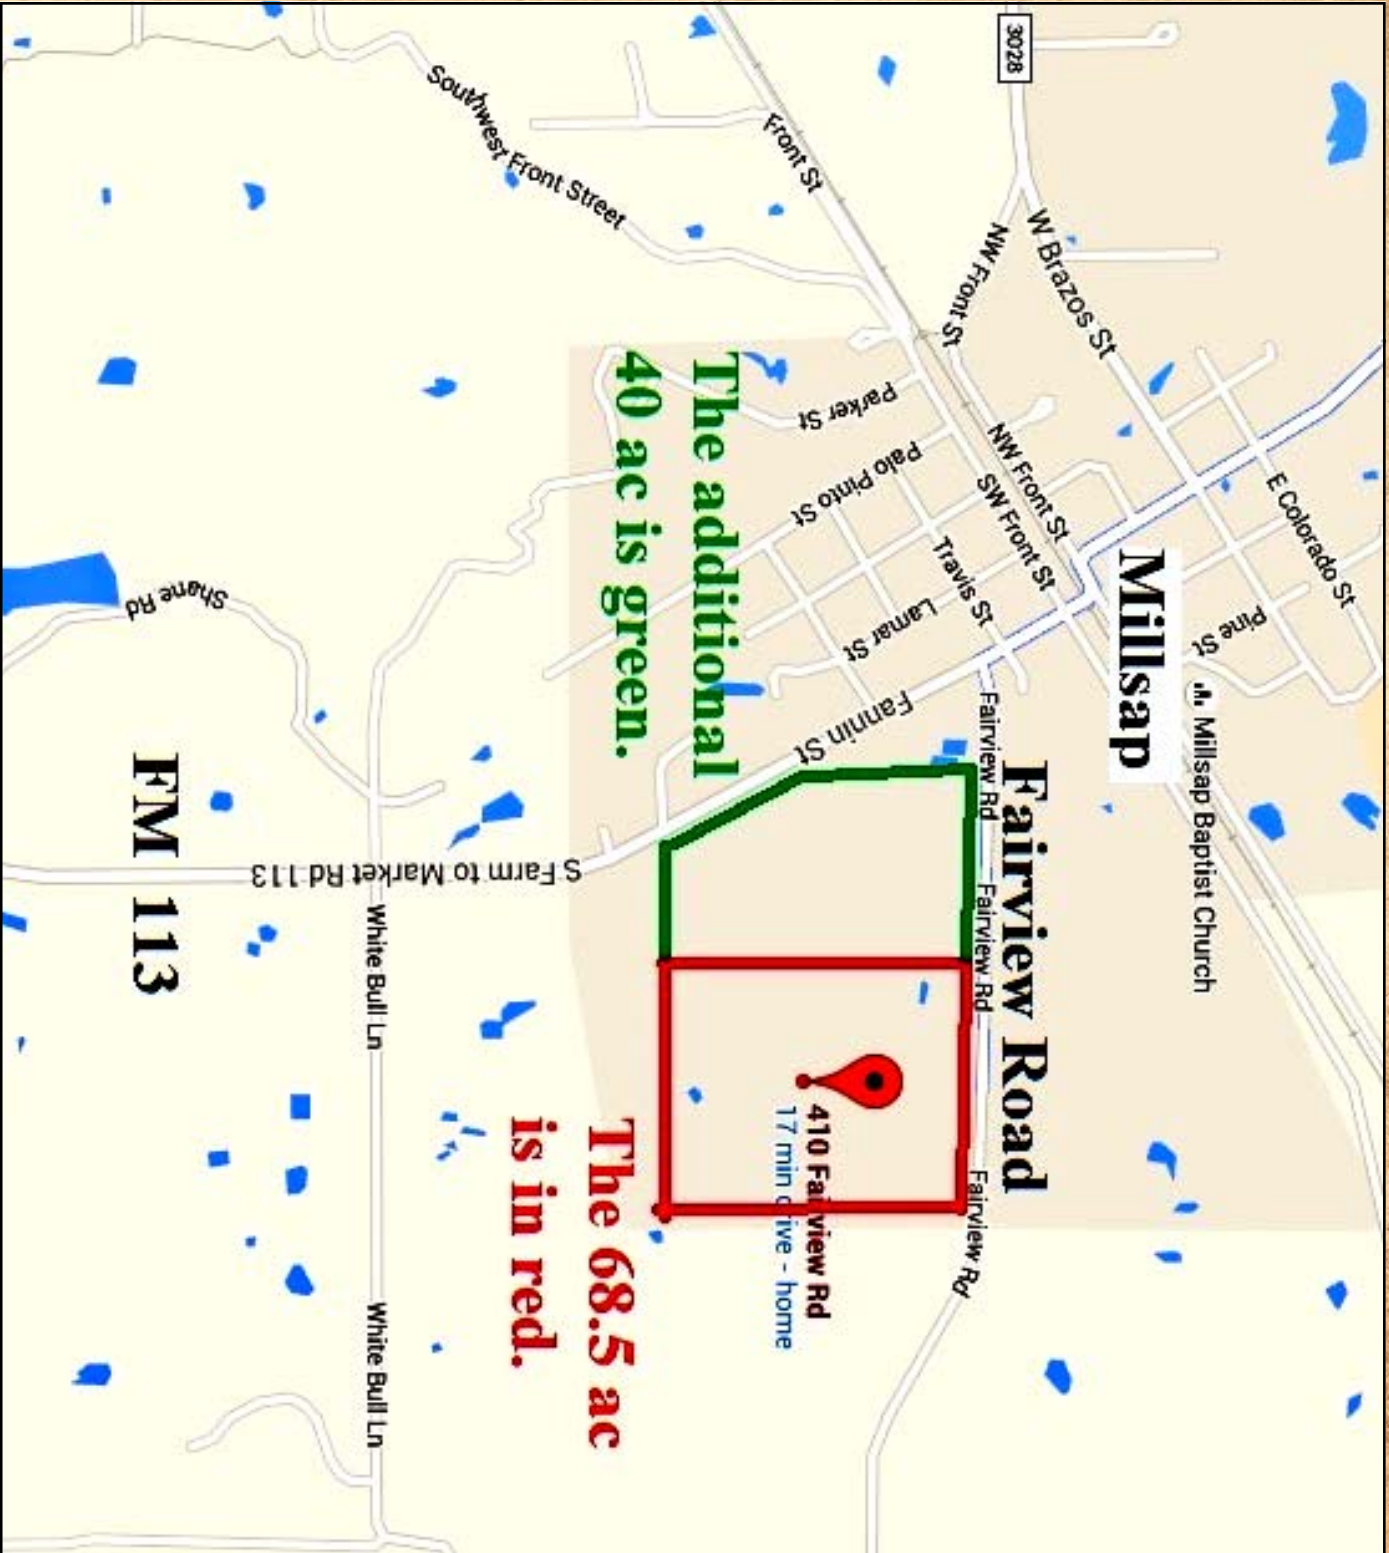 3028
Southwest Front Street
Front St
NW Front St
W Brazos St
Parker St
Palo Pinto St
NW Front St
SW Front St
Travis St
Lamar St
E Colorado St
Pine St
Millsap
Millsap Baptist Church
The additional
40 ac is green.
Shane Rd
Fannin St
Fairview Rd
Fairview Rd
Fairview Road
Fairview Rd
S Farm to Market Rd 113
FM 113
White Bull Ln
White Bull Ln
410 Fairview Rd
17 min drive - home
The 68.5 ac
is in red.